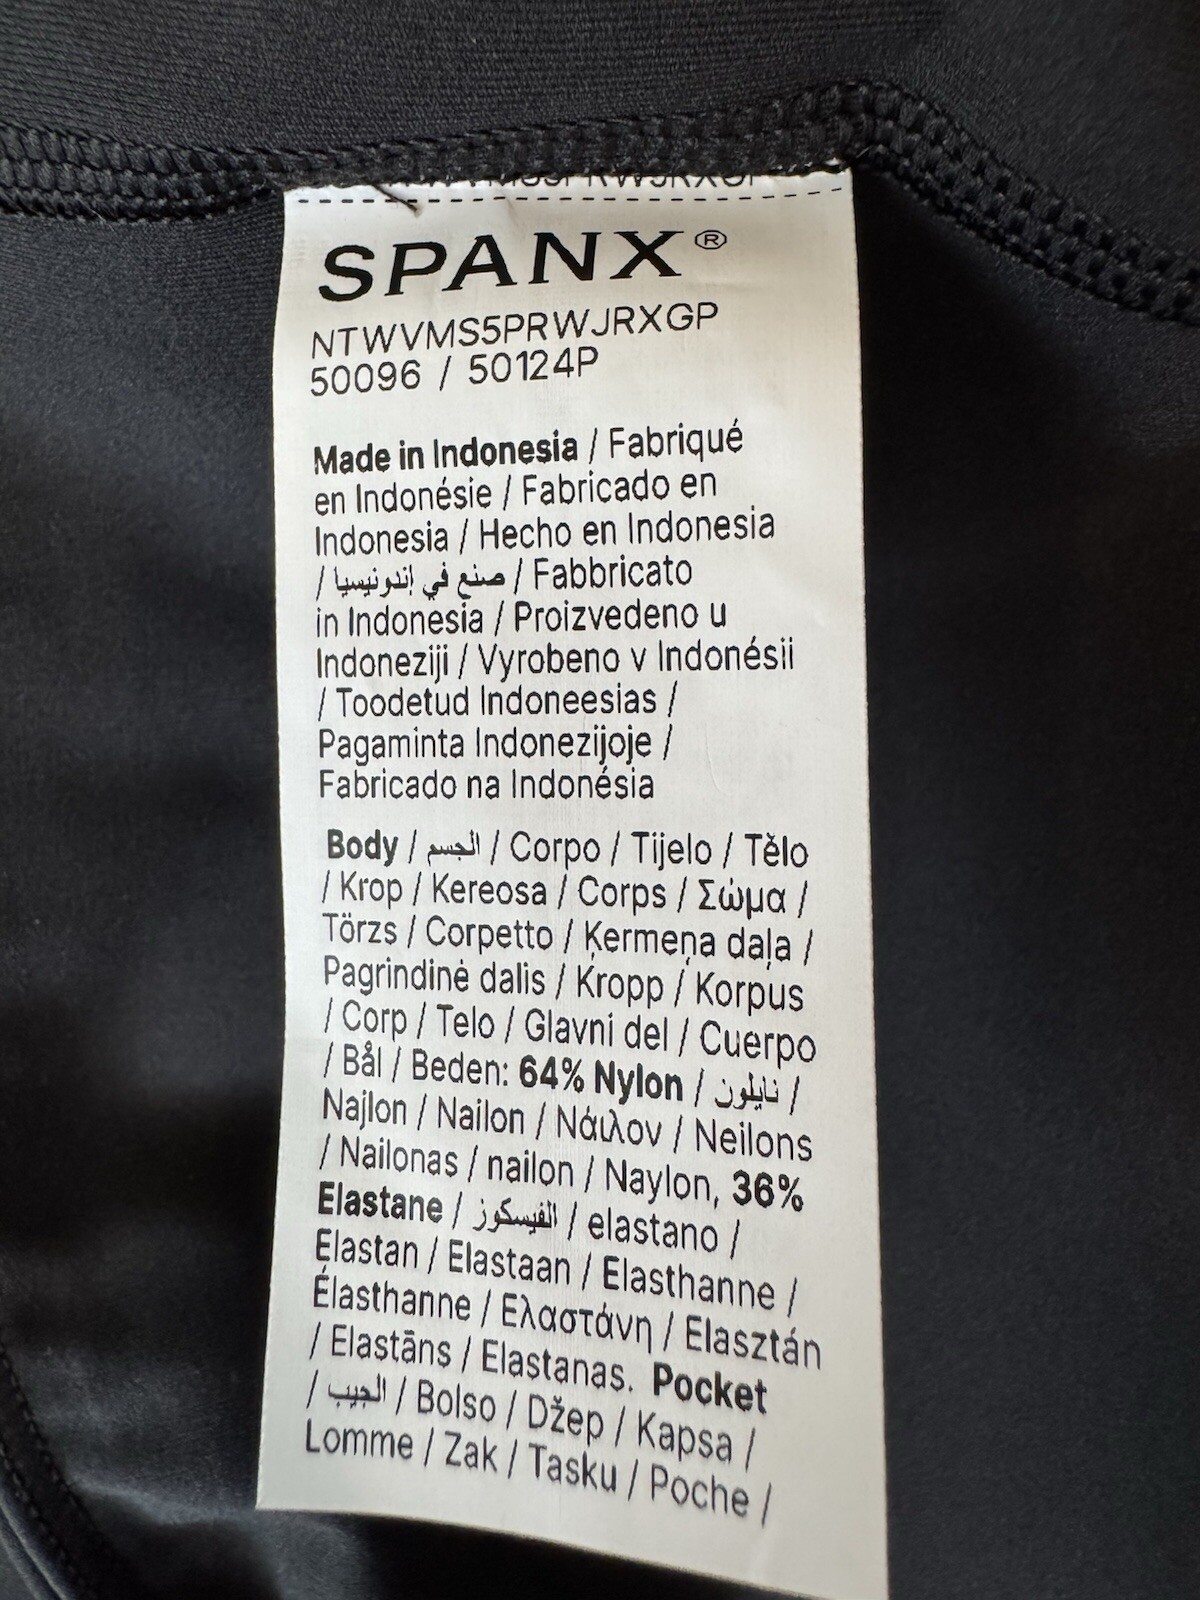 SPANX®
NTWVMS5PRWJRXGP
50096 / 50124P
Made in Indonesia / Fabriqué
en Indonésie / Fabricado en
Indonesia / Hecho en Indonesia
/ صنع في إندونيسيا / Fabbricato
in Indonesia / Proizvedeno u
Indoneziji / Vyrobeno v Indonésii
/ Toodetud Indoneesias /
Pagaminta Indonezijoje /
Fabricado na Indonésia
Body / الجسم / Corpo / Tijelo / Tělo
/ Krop / Kereosa / Corps / Σώμα /
Törzs / Corpetto / Ķermeņa daļa /
Pagrindinė dalis / Kropp / Korpus
/ Corp / Telo / Glavni del / Cuerpo
/ Bål / Beden: 64% Nylon / نايلون /
Najlon / Nailon / Νάιλον / Neilons
/ Nailonas / nailon / Naylon, 36%
Elastane / الفيسكوز / elastano /
Elastan / Elastaan / Elasthanne /
Élasthanne / Ελαστάνη / Elasztán
/ Elastāns / Elastanas. Pocket
/ الجيب / Bolso / Džep / Kapsa /
Lomme / Zak / Tasku / Poche /